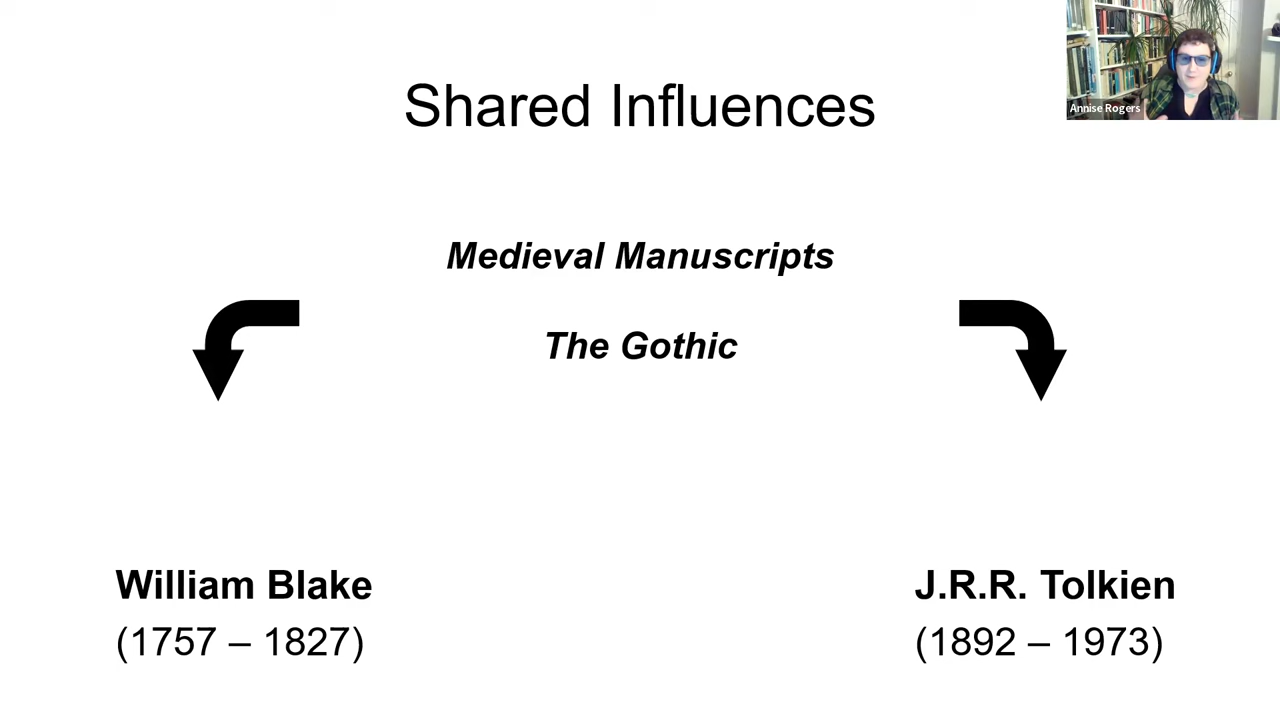 Annise Rogers
Shared Influences
Medieval Manuscripts
The Gothic
William Blake
(1757 – 1827)
J.R.R. Tolkien
(1892 – 1973)